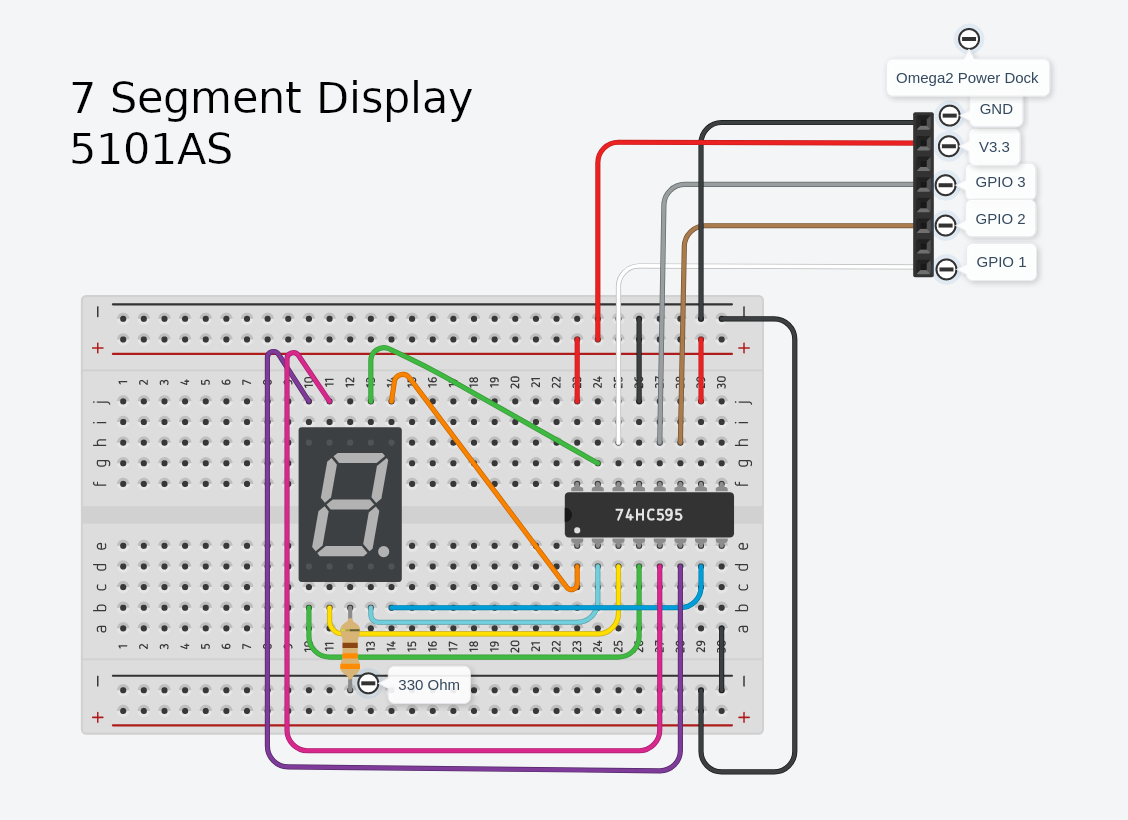 7 Segment Display
5101AS
Omega2 Power Dock
GND
V3.3
GPIO 3
GPIO 2
GPIO 1
− −
+ +
1 2 3 4 5 6 7 8 9 10 11 12 13 14 15 16 17 18 19 20 21 22 23 24 25 26 27 28 29 30
j j
i i
h h
g g
f f
74HC595
e e
d d
c c
b b
a a
1 2 3 4 5 6 7 8 9 10 11 12 13 14 15 16 17 18 19 20 21 22 23 24 25 26 27 28 29 30
− −
330 Ohm
+ +